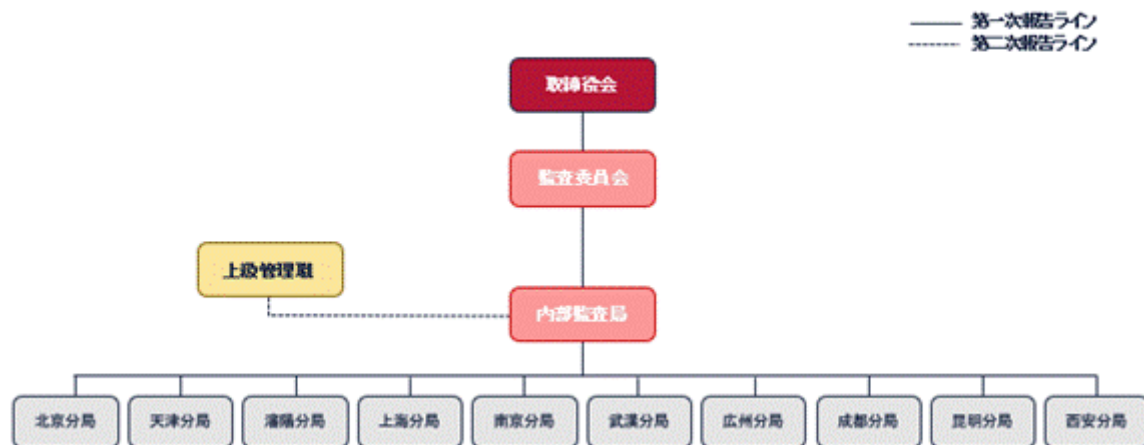 第一次報告ライン
第二次報告ライン
取締役会
監査委員会
上級管理職
内部監査局
北京分局
天津分局
瀋陽分局
上海分局
南京分局
武漢分局
広州分局
成都分局
昆明分局
西安分局